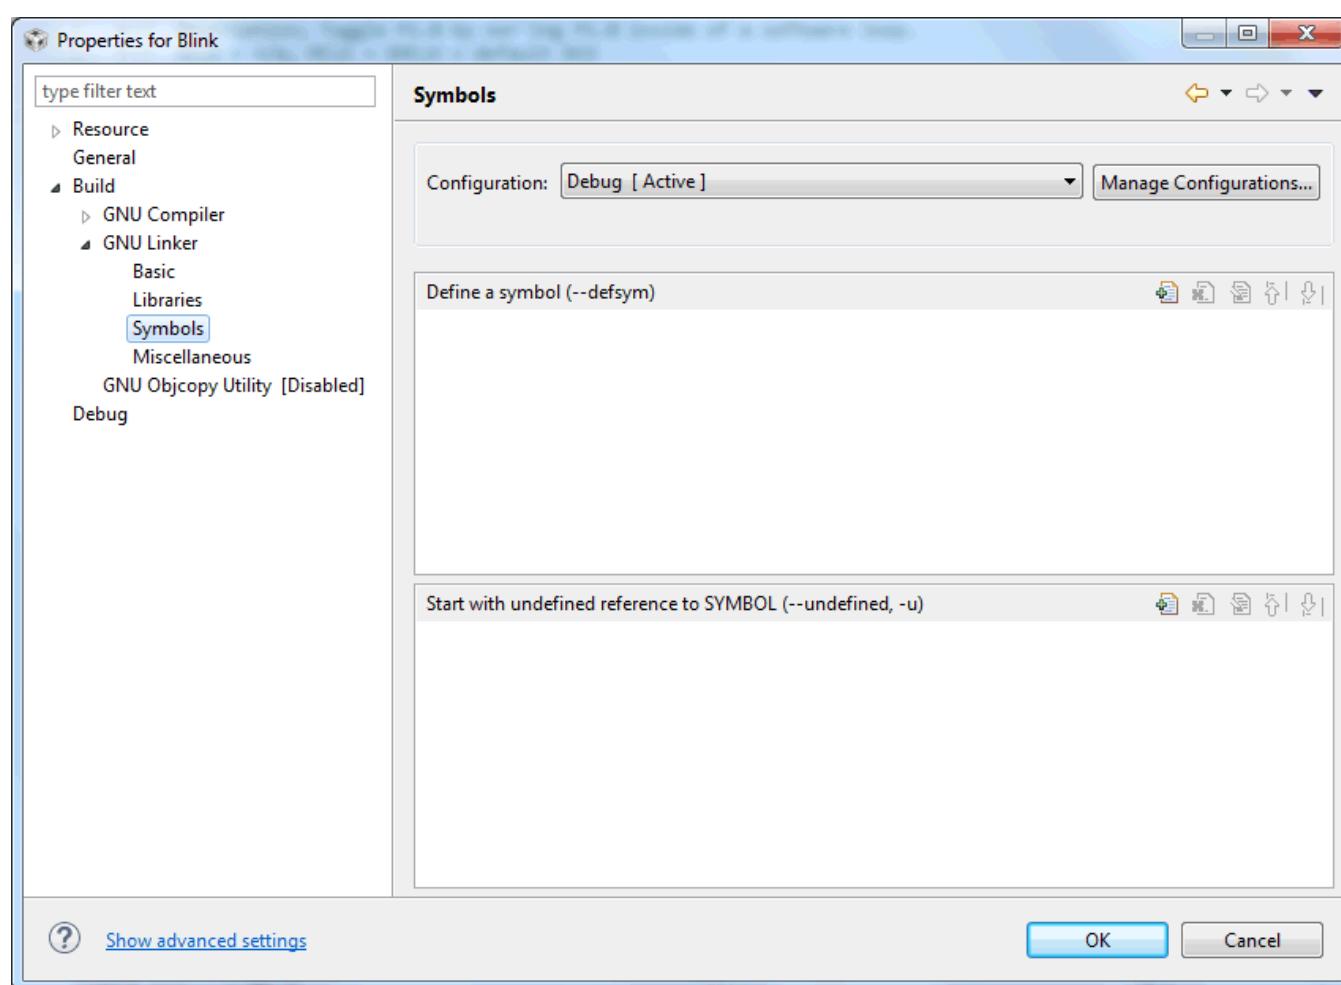 Properties for Blink
type filter text
Symbols
Resource
General
Build
GNU Compiler
GNU Linker
Basic
Libraries
Symbols
Miscellaneous
GNU Objcopy Utility [Disabled]
Debug
Configuration: Debug [ Active ] Manage Configurations...
Define a symbol (--defsym)
Start with undefined reference to SYMBOL (--undefined, -u)
Show advanced settings
OK Cancel